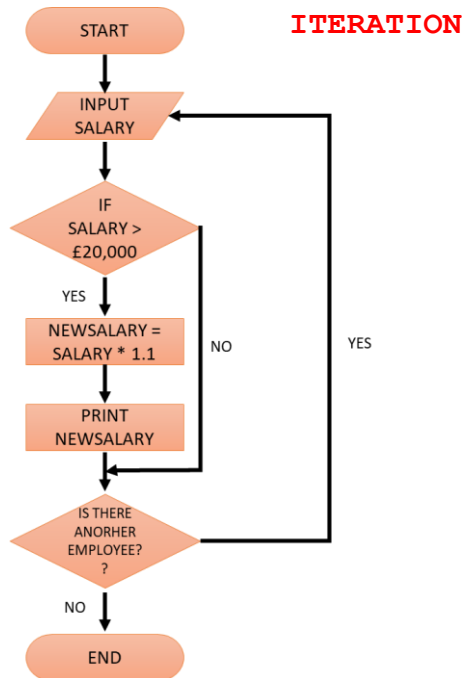 START
ITERATION
INPUT
SALARY
IF
SALARY >
£20,000
YES
NEWSALARY =
SALARY * 1.1
NO
YES
PRINT
NEWSALARY
IS THERE
ANORHER
EMPLOYEE?
?
NO
END